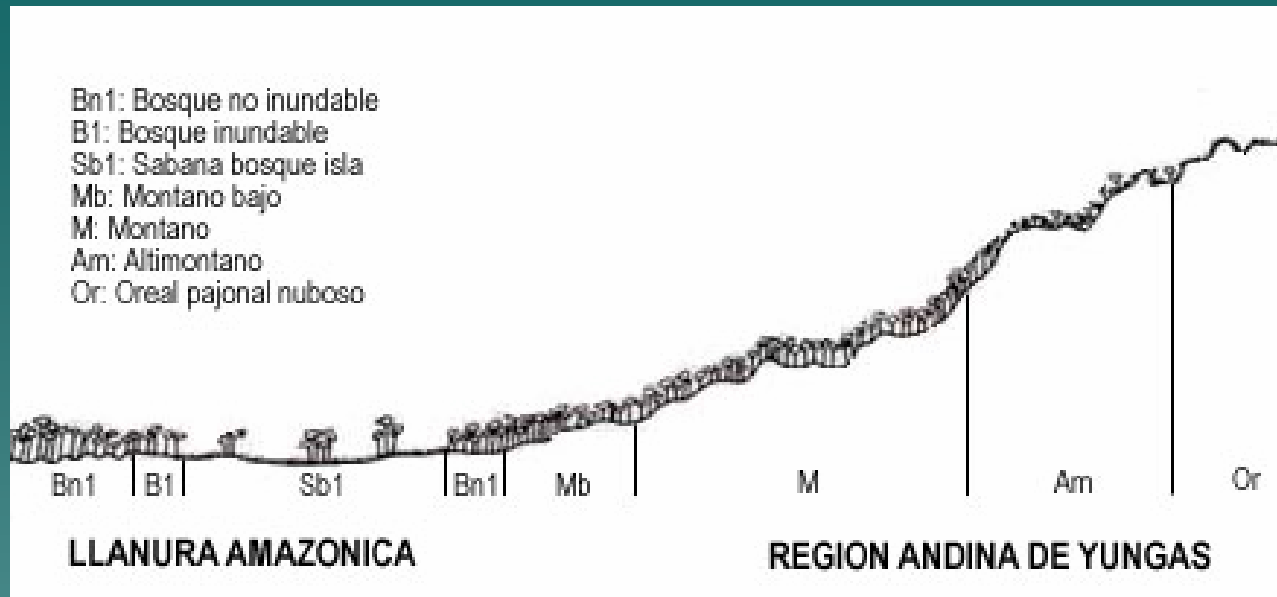 Bn1: Bosque no inundable
B1: Bosque inundable
Sb1: Sabana bosque isla
Mb: Montano bajo
M: Montano
Am: Altimontano
Or: Oreal pajonal nuboso
Bn1 B1 Sb1 Bn1 Mb M Am Or
LLANURA AMAZONICA REGION ANDINA DE YUNGAS